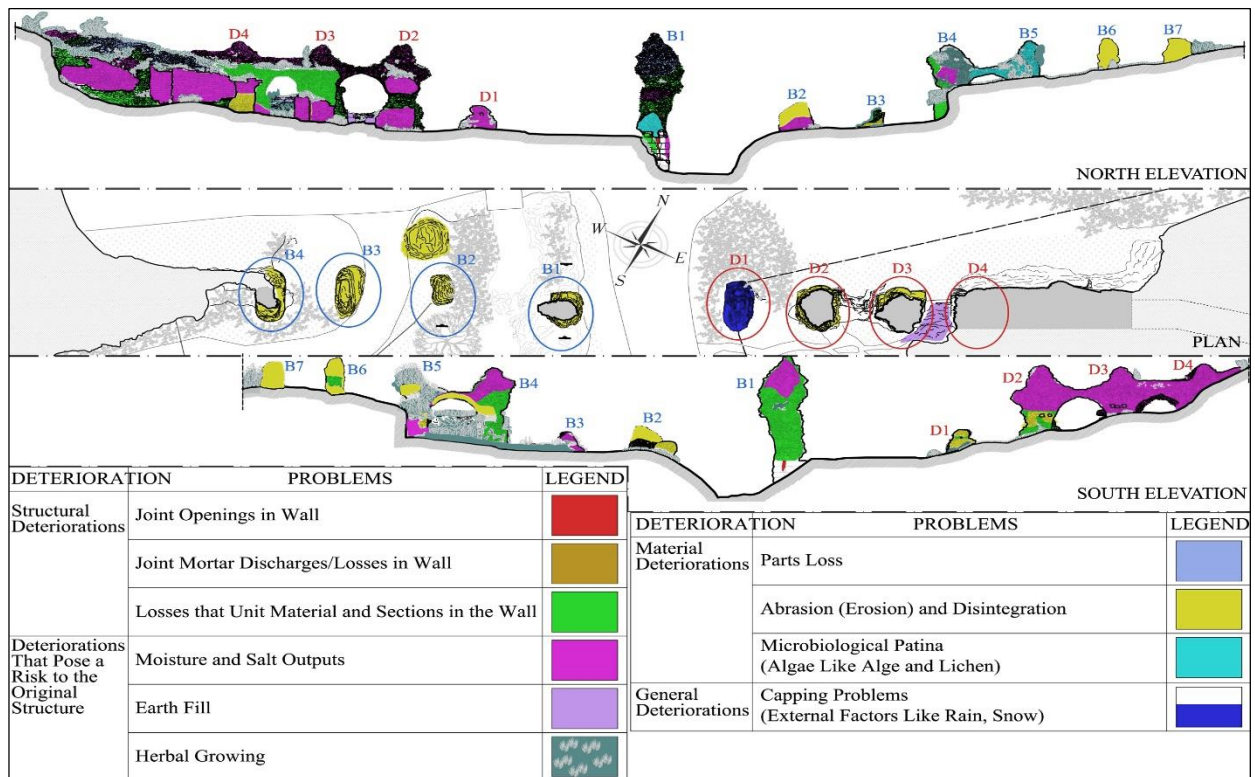 D4 D3 D2 B1 B4 B5 B6 B7
D1 B2 B3
NORTH ELEVATION
N
W
E
S
B4 B3 B2 B1 D1 D2 D3 D4
PLAN
B7 B6 B5 B4 B3 B2 B1 D1 D2 D3 D4
SOUTH ELEVATION
DETERIORATION PROBLEMS LEGEND
Structural
Deteriorations
Joint Openings in Wall
Joint Mortar Discharges/Losses in Wall
Losses that Unit Material and Sections in the Wall
Deteriorations
That Pose a
Risk to the
Original
Structure
Moisture and Salt Outputs
Earth Fill
Herbal Growing
DETERIORATION PROBLEMS LEGEND
Material
Deteriorations
Parts Loss
Abrasion (Erosion) and Disintegration
Microbiological Patina
(Algae Like Alge and Lichen)
General
Deteriorations
Capping Problems
(External Factors Like Rain, Snow)